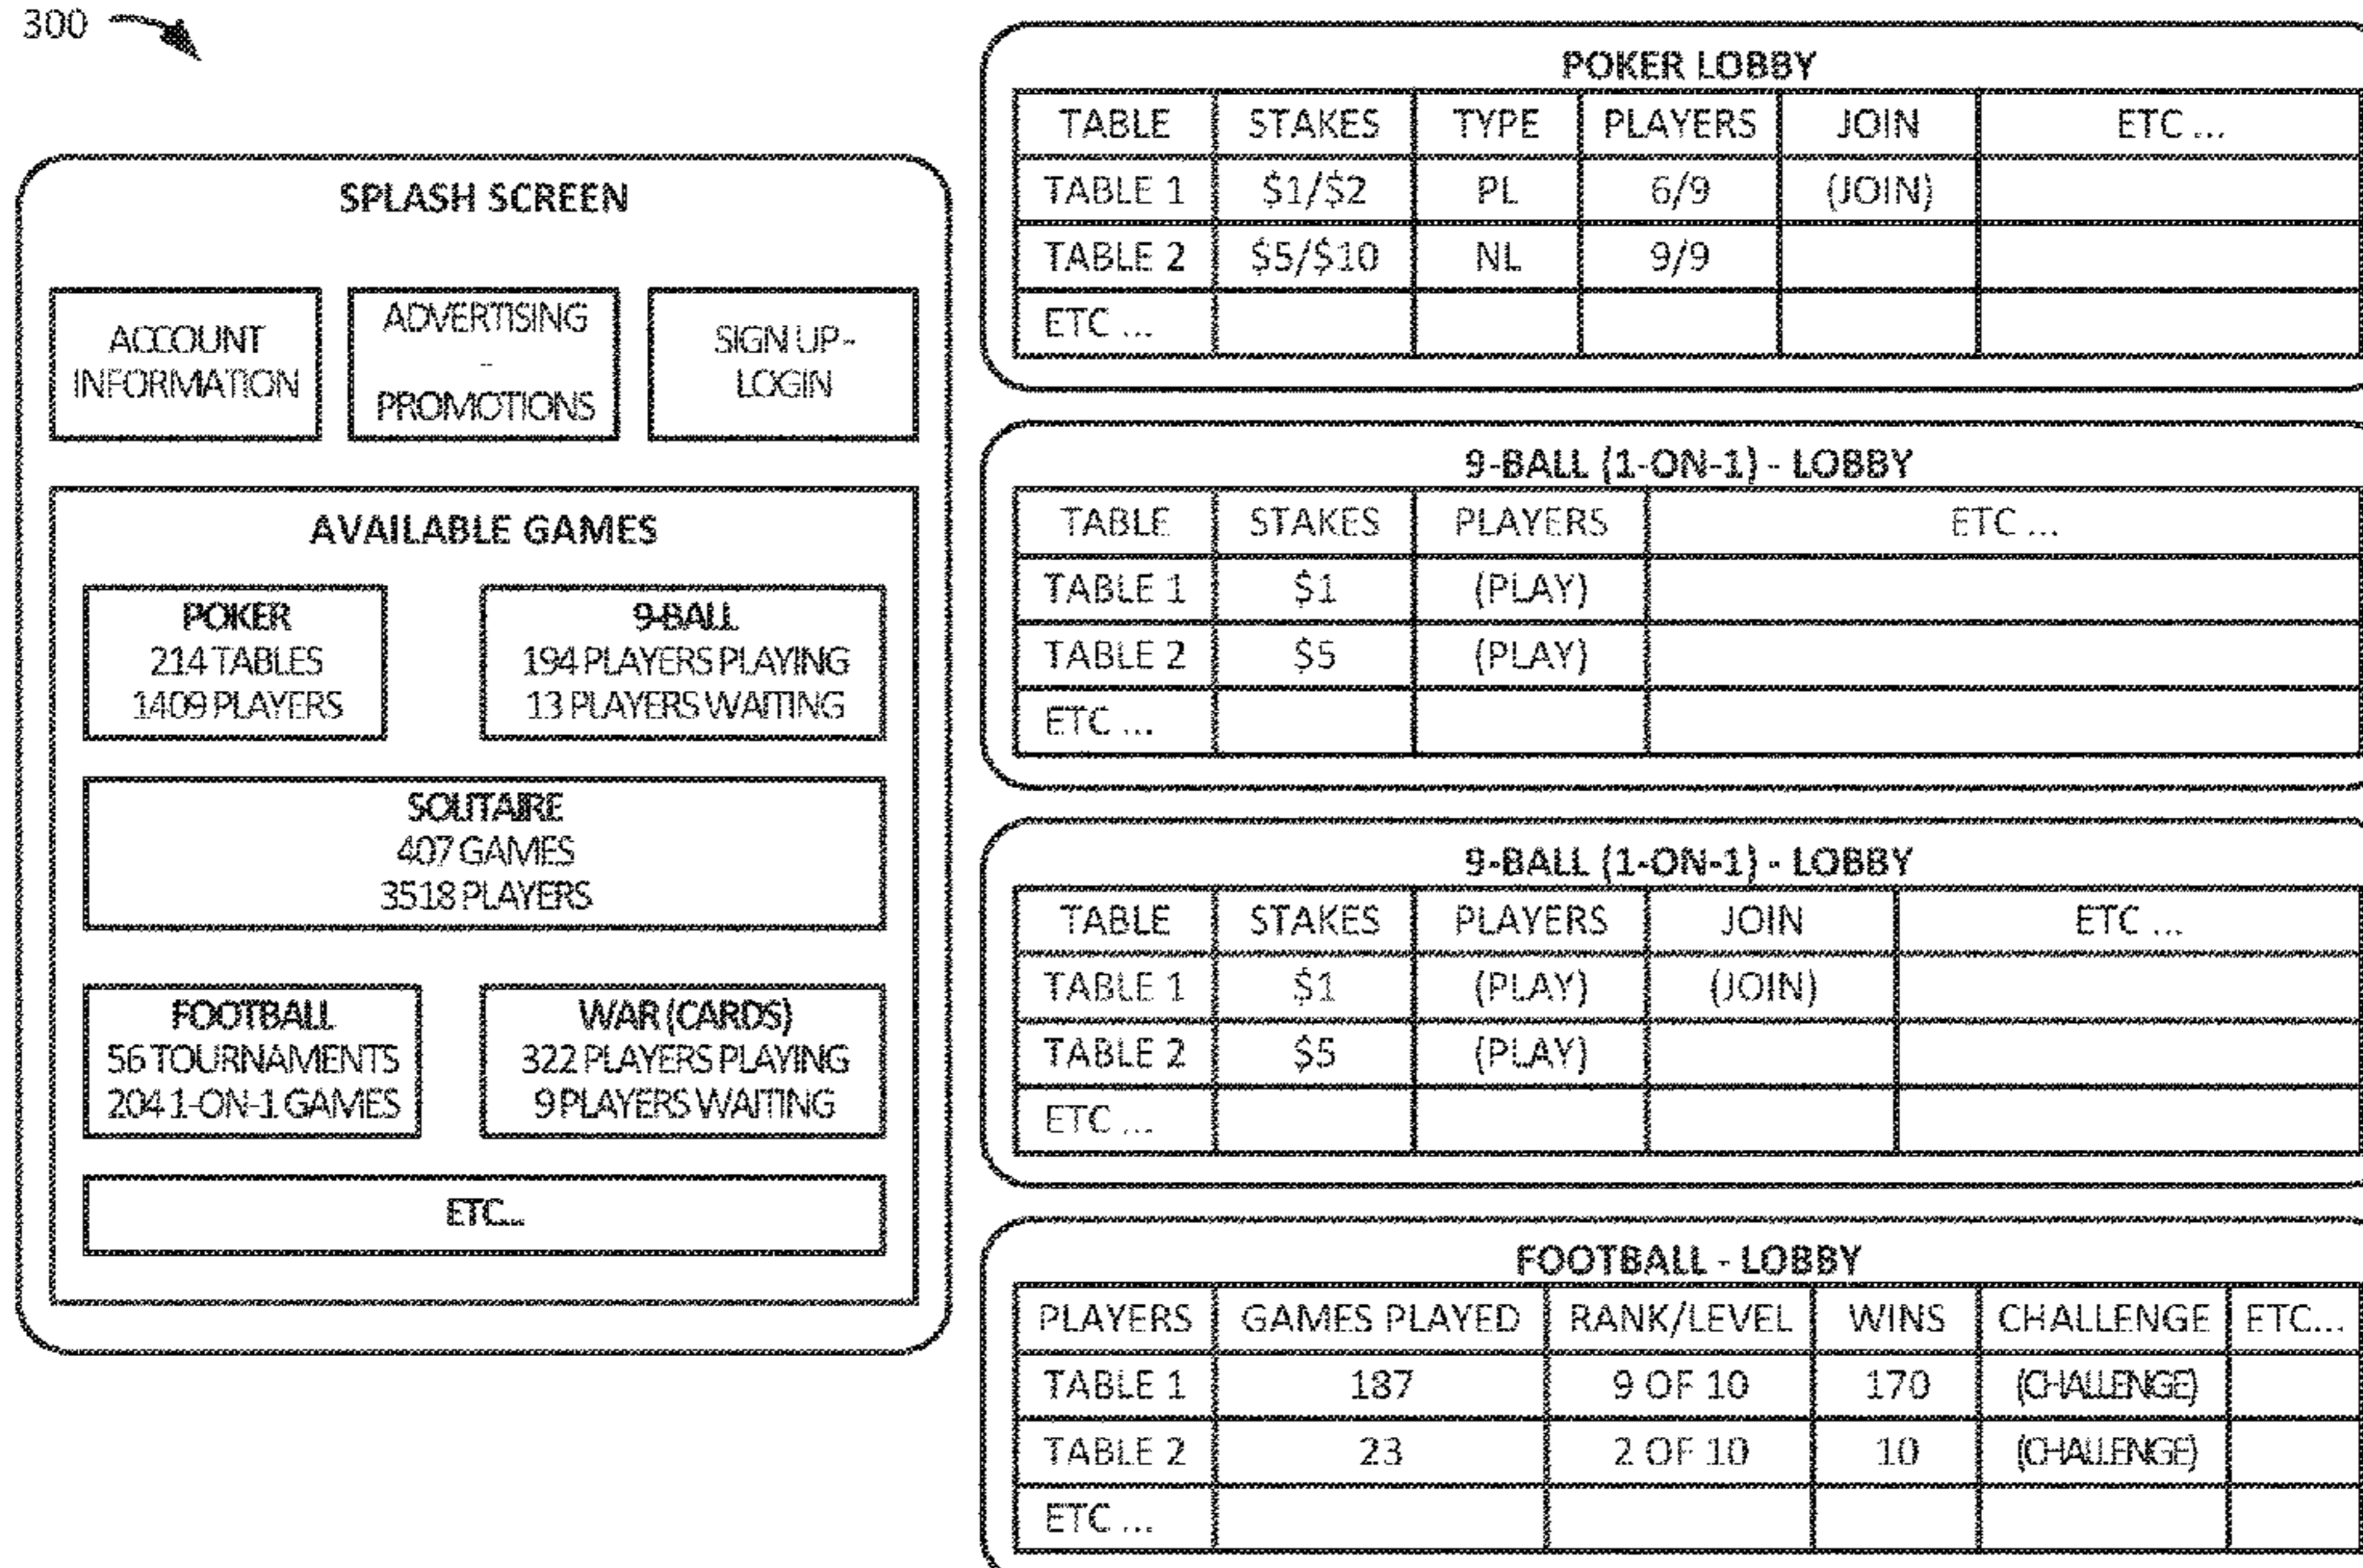 300
SPLASH SCREEN
ACCOUNT
INFORMATION
ADVERTISING
-
PROMOTIONS
SIGN UP-
LOGIN
AVAILABLE GAMES
POKER
214 TABLES
1409 PLAYERS
9-BALL
194 PLAYERS PLAYING
13 PLAYERS WAITING
SOLITAIRE
407 GAMES
3518 PLAYERS
FOOTBALL
56 TOURNAMENTS
204 1-ON-1 GAMES
WAR (CARDS)
322 PLAYERS PLAYING
9 PLAYERS WAITING
ETC...
POKER LOBBY
TABLE STAKES TYPE PLAYERS JOIN ETC ...
TABLE 1 $1/$2 PL 6/9 (JOIN)
TABLE 2 $5/$10 NL 9/9
ETC ...
9-BALL (1-ON-1) - LOBBY
TABLE STAKES PLAYERS ETC ...
TABLE 1 $1 (PLAY)
TABLE 2 $5 (PLAY)
ETC ...
9-BALL (1-ON-1) - LOBBY
TABLE STAKES PLAYERS JOIN ETC ...
TABLE 1 $1 (PLAY) (JOIN)
TABLE 2 $5 (PLAY)
ETC ...
FOOTBALL - LOBBY
PLAYERS GAMES PLAYED RANK/LEVEL WINS CHALLENGE ETC...
TABLE 1 187 9 OF 10 170 (CHALLENGE)
TABLE 2 23 2 OF 10 10 (CHALLENGE)
ETC ...